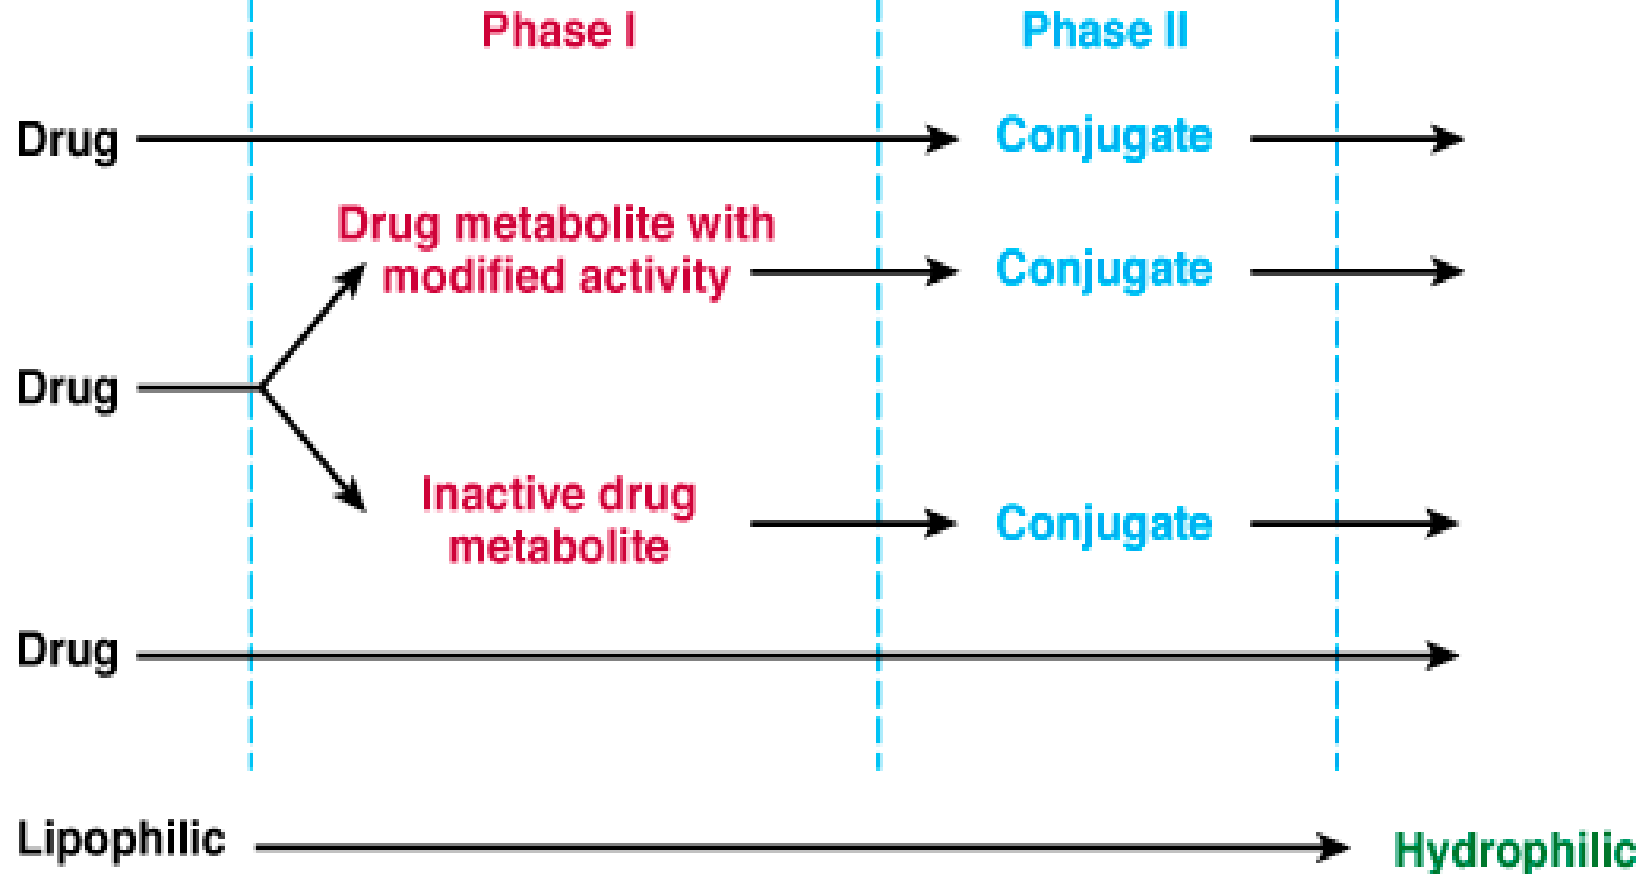 Phase I
Phase II
Drug
Conjugate
Drug metabolite with
modified activity
Conjugate
Drug
Inactive drug
metabolite
Conjugate
Drug
Lipophilic
Hydrophilic